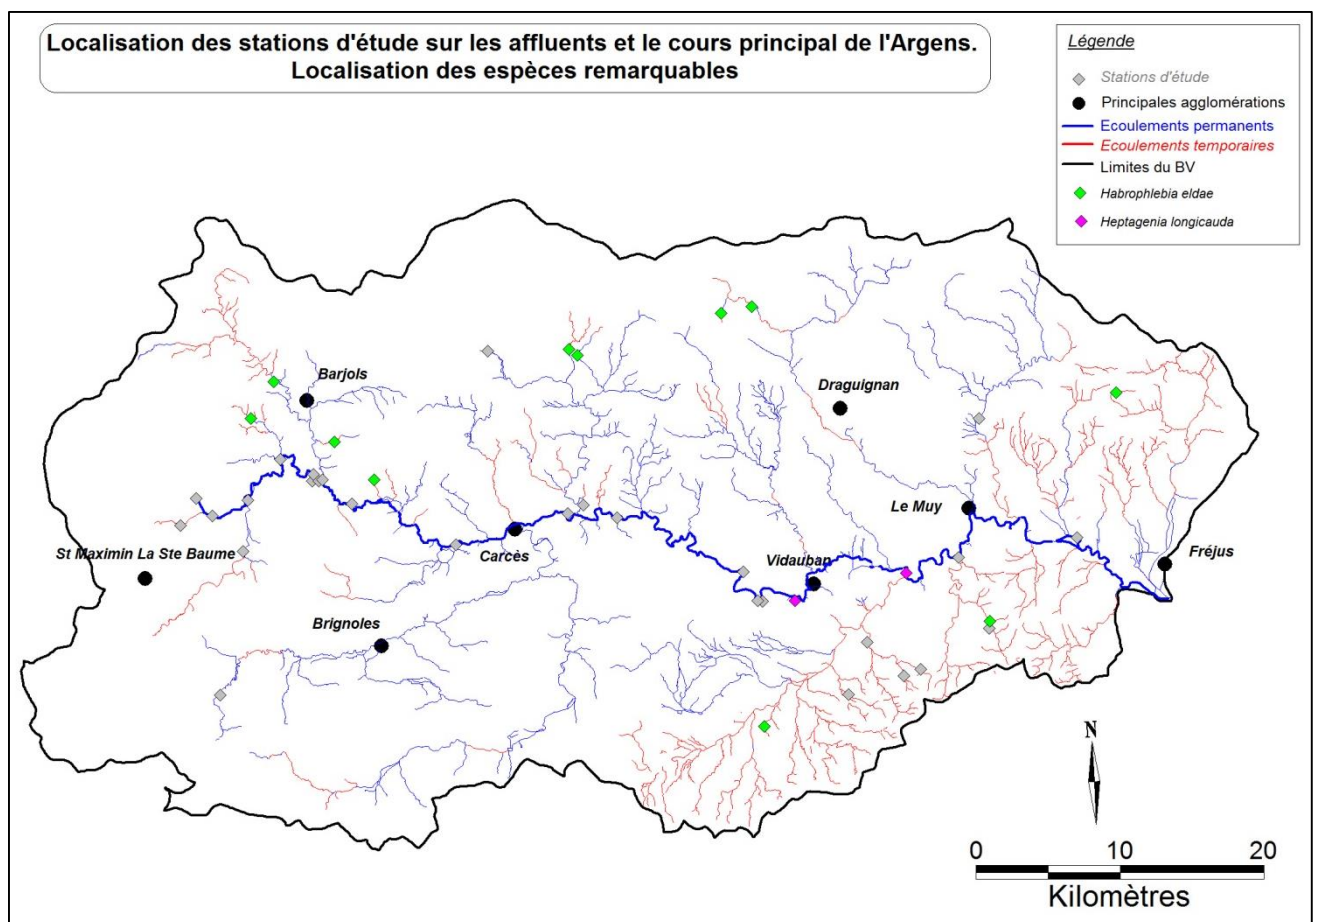 Localisation des stations d'étude sur les affluents et le cours principal de l'Argens.
Localisation des espèces remarquables
Légende
Stations d'étude
Principales agglomérations
Ecoulements permanents
Ecoulements temporaires
Limites du BV
Habrophlebia eldae
Heptagenia longicauda
Barjols
Draguignan
Le Muy
St Maximin La Ste Baume
Carcès
Vidauban
Fréjus
Brignoles
N
0 10 20
Kilomètres